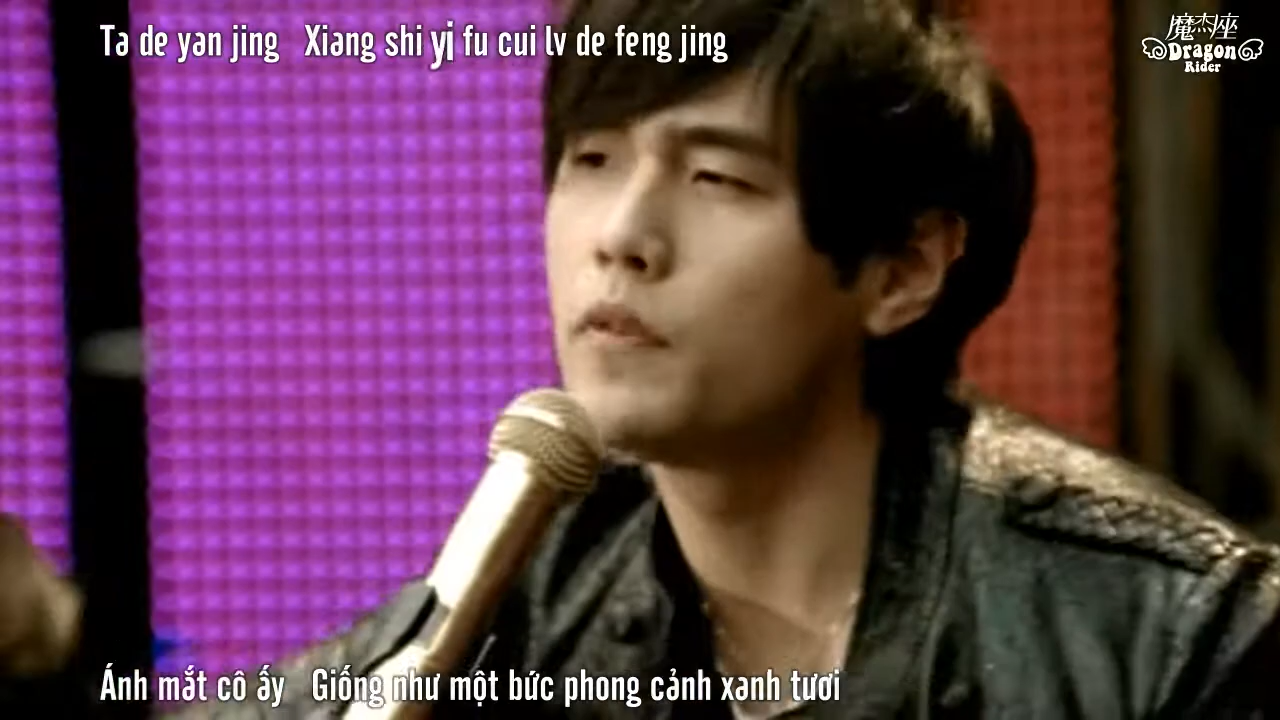 Ta de yan jing Xiang shi yi fu cui lv de feng jing
魔杰座
Dragon
Rider
Ánh mắt cô ấy Giống như một bức phong cảnh xanh tươi